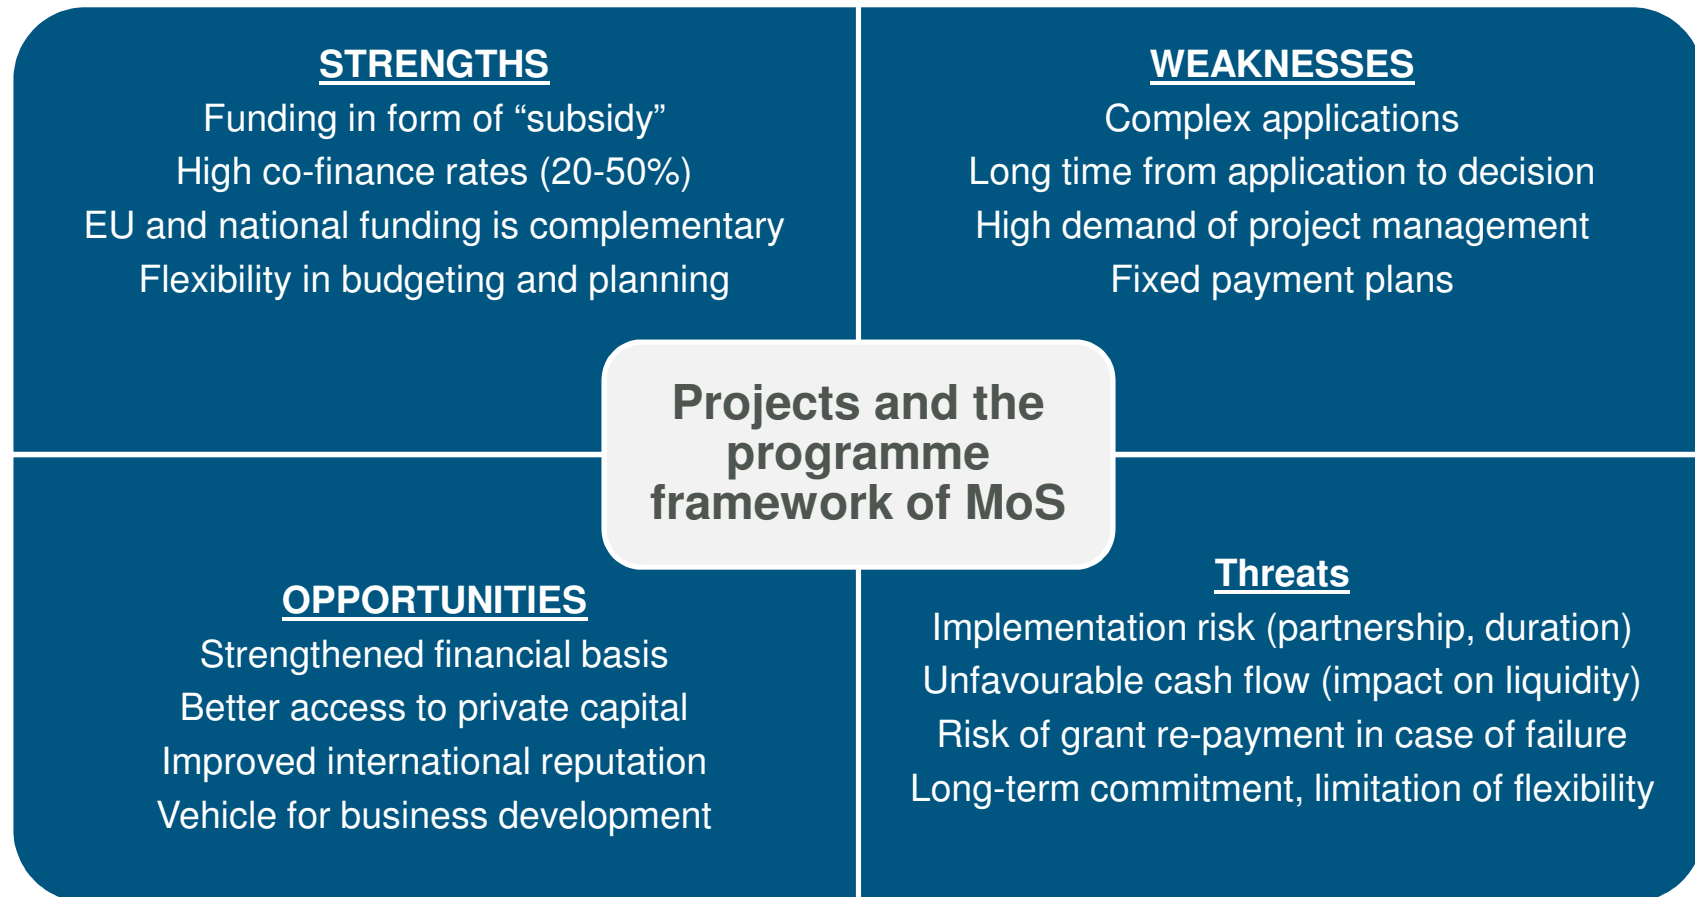 STRENGTHS
Funding in form of “subsidy”
High co-finance rates (20-50%)
EU and national funding is complementary
Flexibility in budgeting and planning
WEAKNESSES
Complex applications
Long time from application to decision
High demand of project management
Fixed payment plans
Projects and the
programme
framework of MoS
OPPORTUNITIES
Strengthened financial basis
Better access to private capital
Improved international reputation
Vehicle for business development
Threats
Implementation risk (partnership, duration)
Unfavourable cash flow (impact on liquidity)
Risk of grant re-payment in case of failure
Long-term commitment, limitation of flexibility